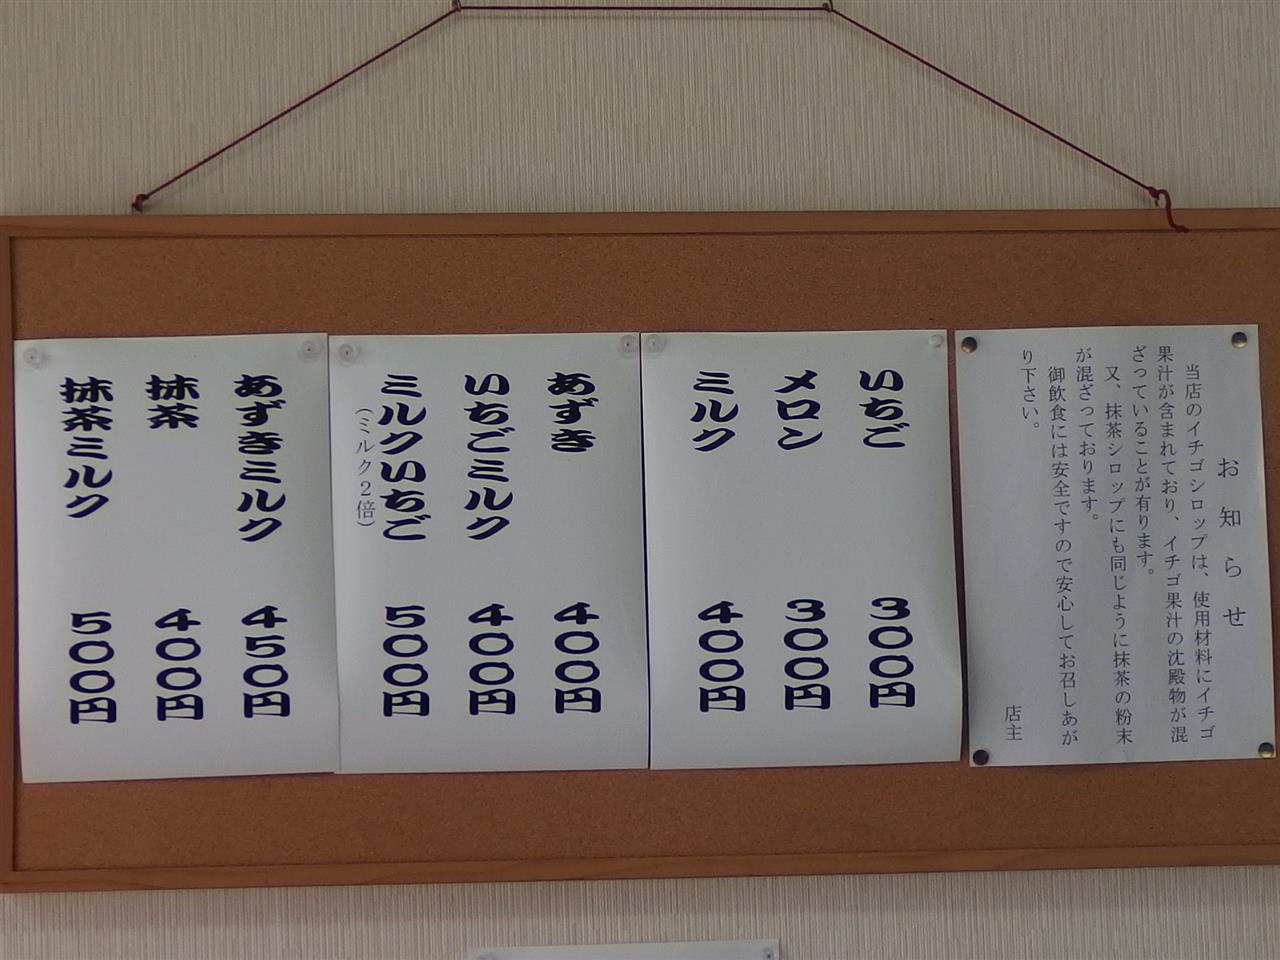 お知らせ
当店のイチゴシロップは、使用材料にイチゴ
果汁が含まれており、イチゴ果汁の沈殿物が混
ざっていることが有ります。
又、抹茶シロップにも同じように抹茶の粉末
が混ざっております。
御飲食には安全ですので安心してお召しあが
り下さい。
店主
いちご 300円
メロン 300円
ミルク 400円
あずき 400円
いちごミルク 400円
ミルクいちご 500円
（ミルク2倍）
あずきミルク 450円
抹茶 400円
抹茶ミルク 500円